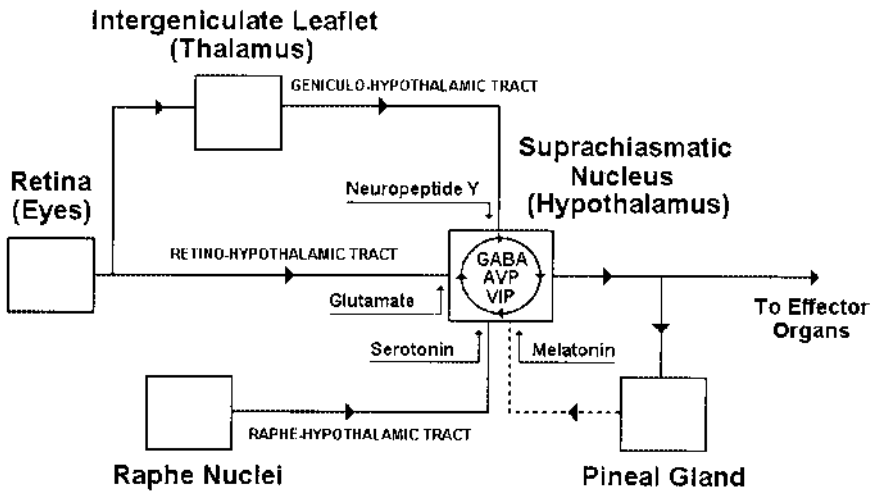 Intergeniculate Leaflet
(Thalamus)
GENICULO-HYPOTHALAMIC TRACT
Suprachiasmatic
Nucleus
(Hypothalamus)
Retina
(Eyes)
Neuropeptide Y
RETINO-HYPOTHALAMIC TRACT
GABA
AVP
VIP
Glutamate
To Effector
Organs
Serotonin
Melatonin
RAPHE-HYPOTHALAMIC TRACT
Raphe Nuclei
Pineal Gland